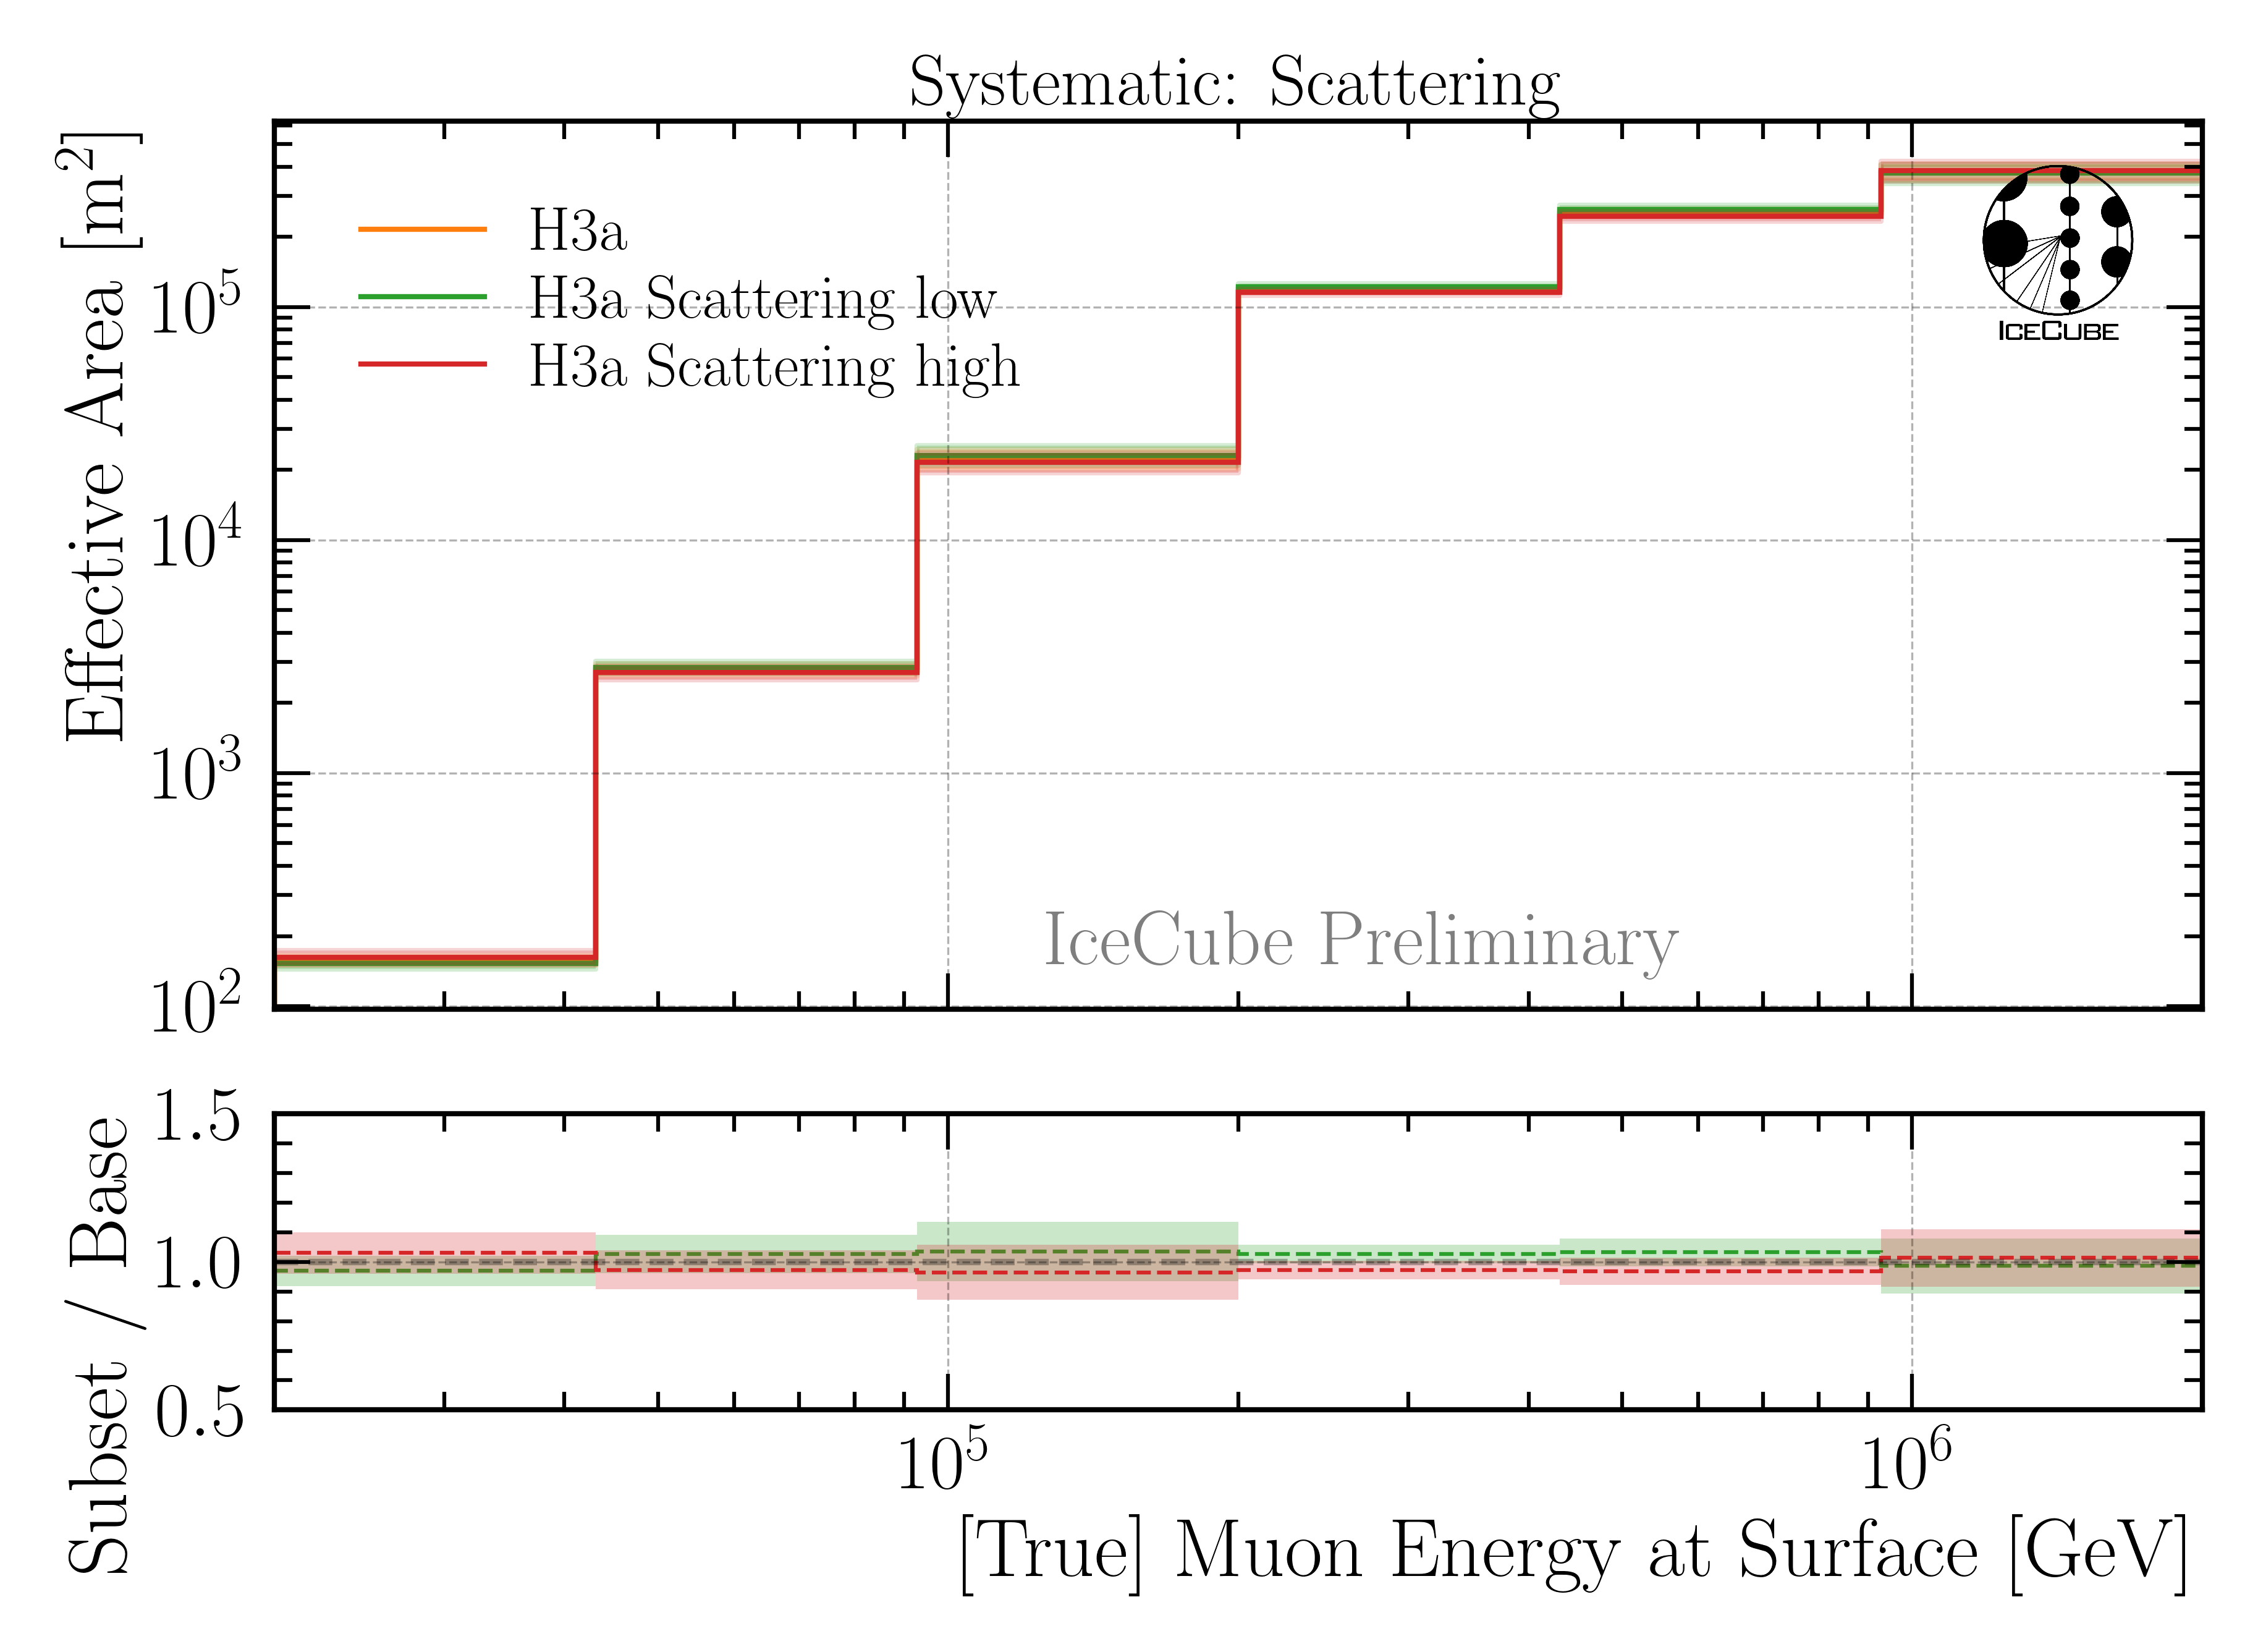 Systematic: Scattering
Effective Area [m²]
10⁵
10⁴
10³
10²
H3a
H3a Scattering low
H3a Scattering high
ICECUBE
IceCube Preliminary
Subset / Base
1.5
1.0
0.5
10⁵
10⁶
[True] Muon Energy at Surface [GeV]